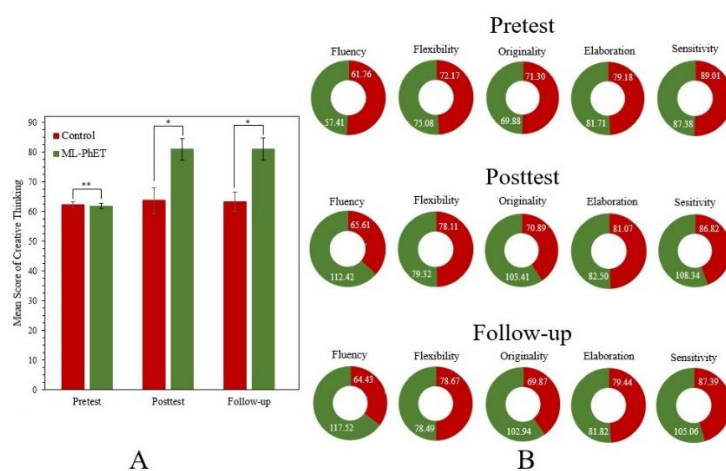 Mean Score of Creative Thinking
90
80
70
60
50
40
30
20
10
0
Control
ML-PhET
**
*
*
Pretest
Posttest
Follow-up
A
Pretest
Fluency
61.76
57.41
Flexibility
72.17
75.08
Originality
71.30
69.88
Elaboration
79.18
81.71
Sensitivity
89.01
87.38
Posttest
Fluency
65.61
112.42
Flexibility
78.11
79.32
Originality
70.89
103.41
Elaboration
81.07
82.50
Sesitivity
86.82
108.34
Follow-up
Fluency
64.43
117.52
Flexibility
78.67
78.49
Originality
69.87
102.94
Elaboration
79.44
81.82
Sensitivity
87.39
105.06
B